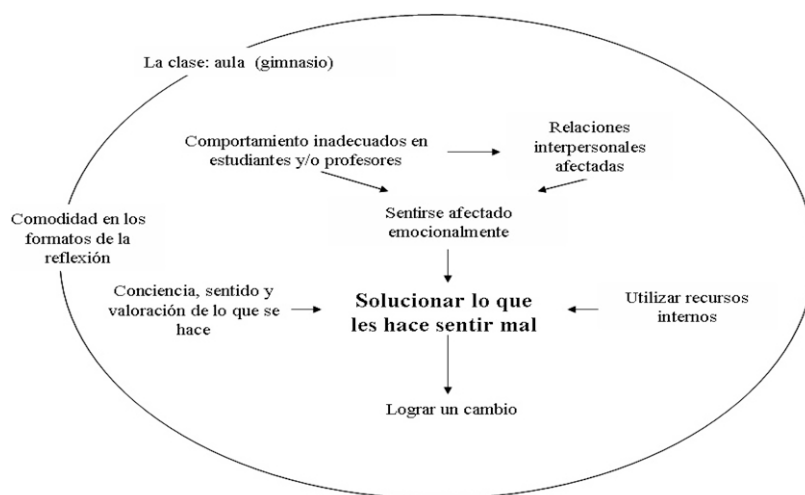 La clase: aula (gimnasio)
Comportamiento inadecuados en
estudiantes y/o profesores
Relaciones
interpersonales
afectadas
Comodidad en los
formatos de la
reflexión
Sentirse afectado
emocionalmente
Conciencia, sentido y
valoración de lo que se
hace
Solucionar lo que
les hace sentir mal
Utilizar recursos
internos
Lograr un cambio